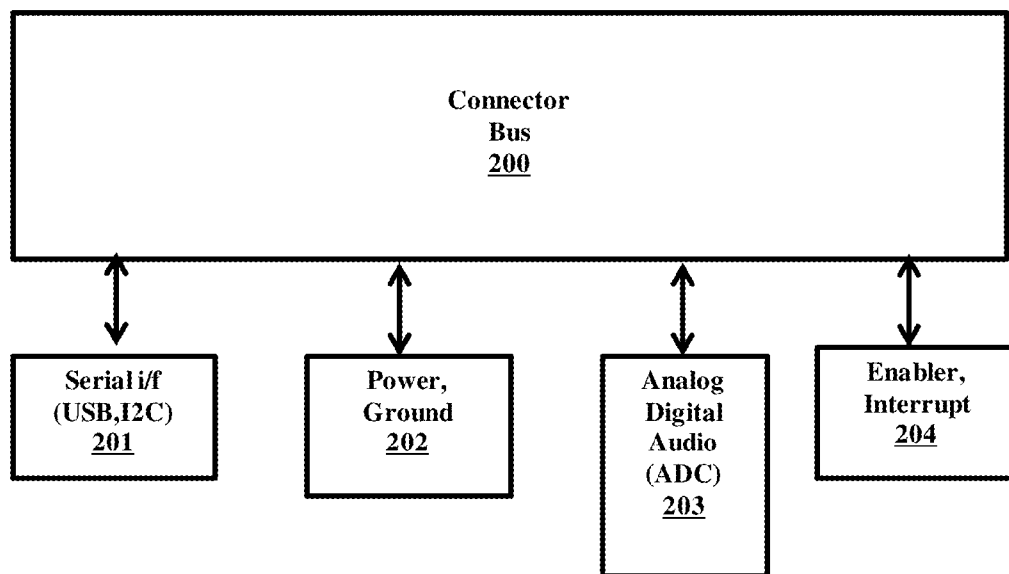 Connector
Bus
200
Serial i/f
(USB,I2C)
201
Power,
Ground
202
Analog
Digital
Audio
(ADC)
203
Enabler,
Interrupt
204